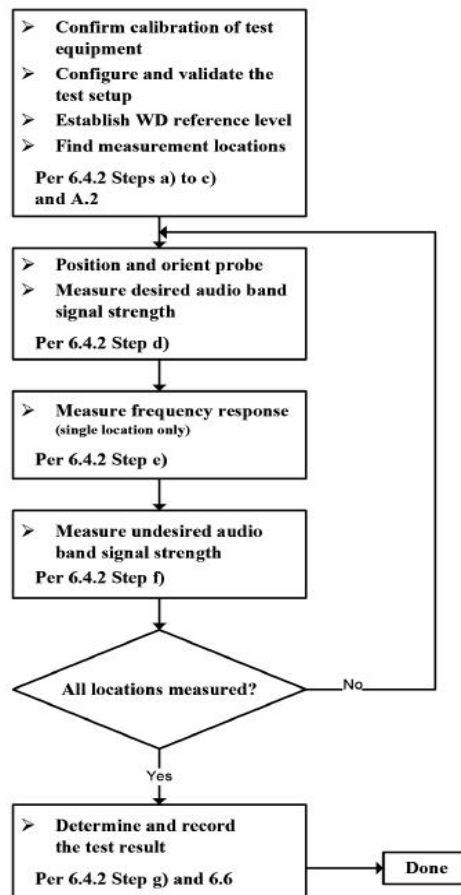 ➢ Confirm calibration of test
equipment
➢ Configure and validate the
test setup
➢ Establish WD reference level
➢ Find measurement locations
Per 6.4.2 Steps a) to c)
and A.2
➢ Position and orient probe
➢ Measure desired audio band
signal strength
Per 6.4.2 Step d)
➢ Measure frequency response
(single location only)
Per 6.4.2 Step e)
➢ Measure undesired audio
band signal strength
Per 6.4.2 Step f)
All locations measured?
No
Yes
➢ Determine and record
the test result
Per 6.4.2 Step g) and 6.6
Done